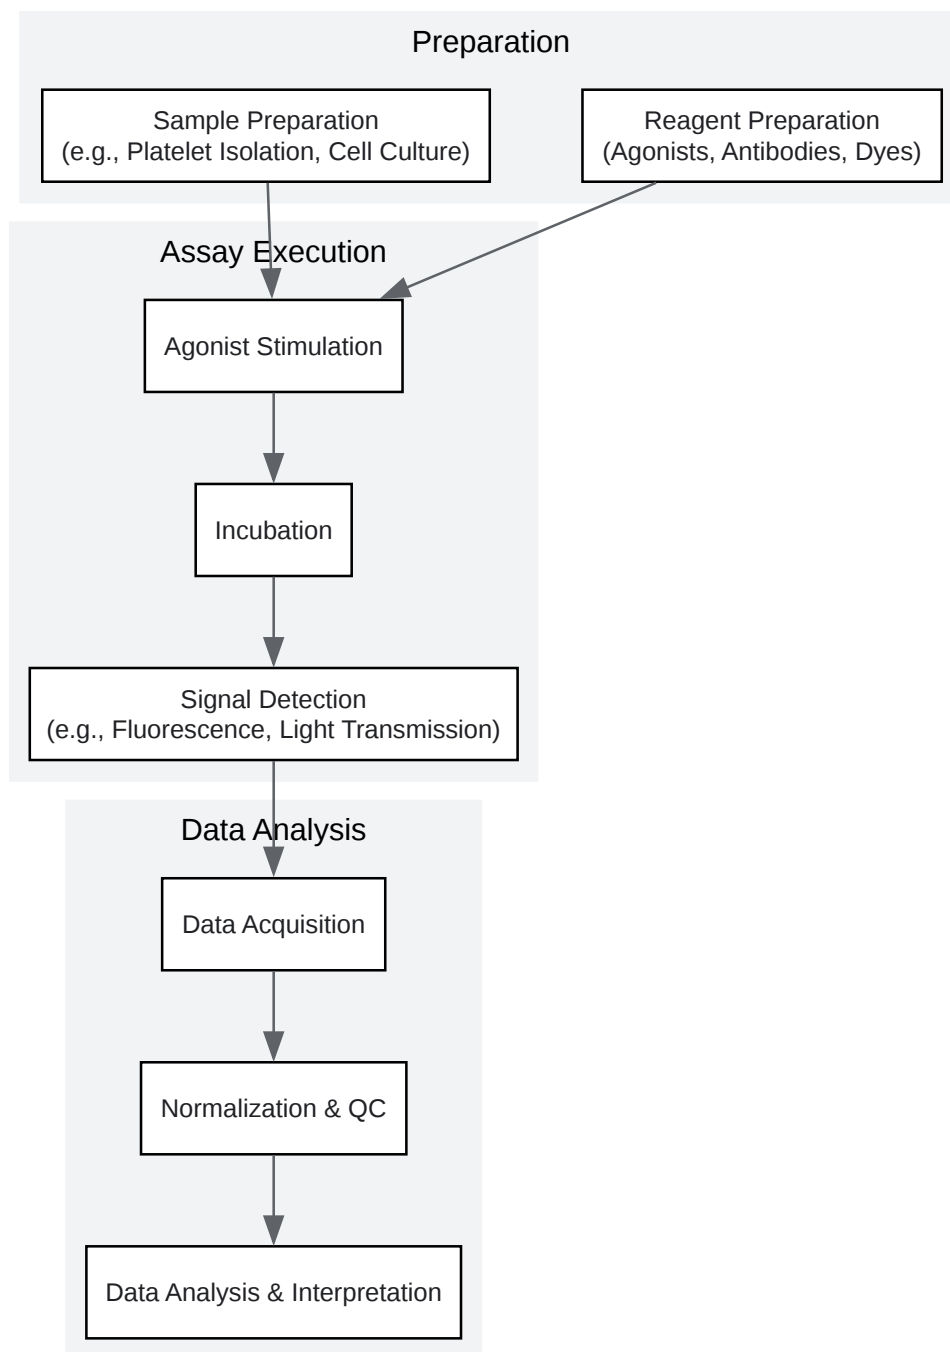 Preparation
Sample Preparation
(e.g., Platelet Isolation, Cell Culture)
Reagent Preparation
(Agonists, Antibodies, Dyes)
Assay Execution
Agonist Stimulation
Incubation
Signal Detection
(e.g., Fluorescence, Light Transmission)
Data Analysis
Data Acquisition
Normalization & QC
Data Analysis & Interpretation